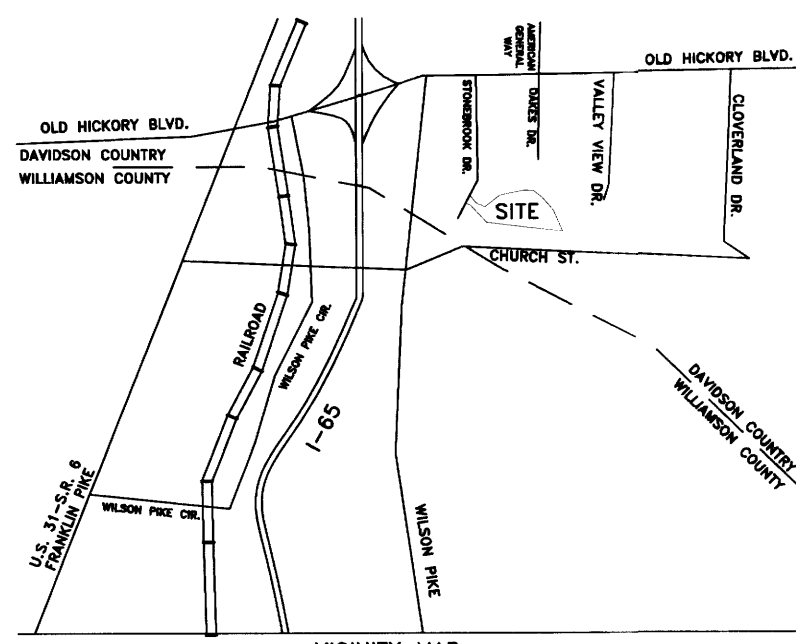 AMERICAN
GENERAL
WAY
OLD HICKORY BLVD.
OLD HICKORY BLVD.
DAVIDSON COUNTRY
WILLIAMSON COUNTY
STONEBROOK DR.
OAKES DR.
VALLEY VIEW DR.
CLOVERLAND DR.
SITE
CHURCH ST.
RAILROAD
WILSON PIKE CIR.
I-65
DAVIDSON COUNTRY
WILLIAMSON COUNTY
U.S. 31-S.R. 6
FRANKLIN PIKE
WILSON PIKE CIR.
WILSON PIKE
VICINITY MAP